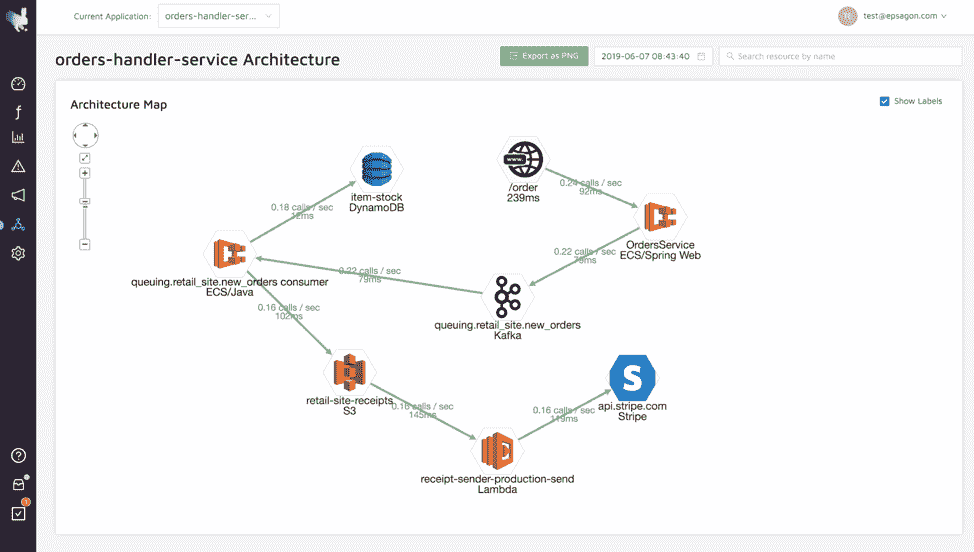 Current Application:
orders-handler-ser...
test@epsagon.com
orders-handler-service Architecture
Export as PNG
2019-06-07 08:43:40
Search resource by name
Architecture Map
Show Labels
www.
/order
239ms
0.24 calls / sec
92ms
item-stock
DynamoDB
0.18 calls / sec
12ms
OrdersService
ECS/Spring Web
0.22 calls / sec
queuing.retail_site.new_orders consumer
ECS/Java
0.22 calls / sec
79ms
0.16 calls / sec
102ms
queuing.retail_site.new_orders
Kafka
retail-site-receipts
S3
0.16 calls / sec
145ms
S
api.stripe.com
Stripe
0.16 calls / sec
119ms
receipt-sender-production-send
Lambda